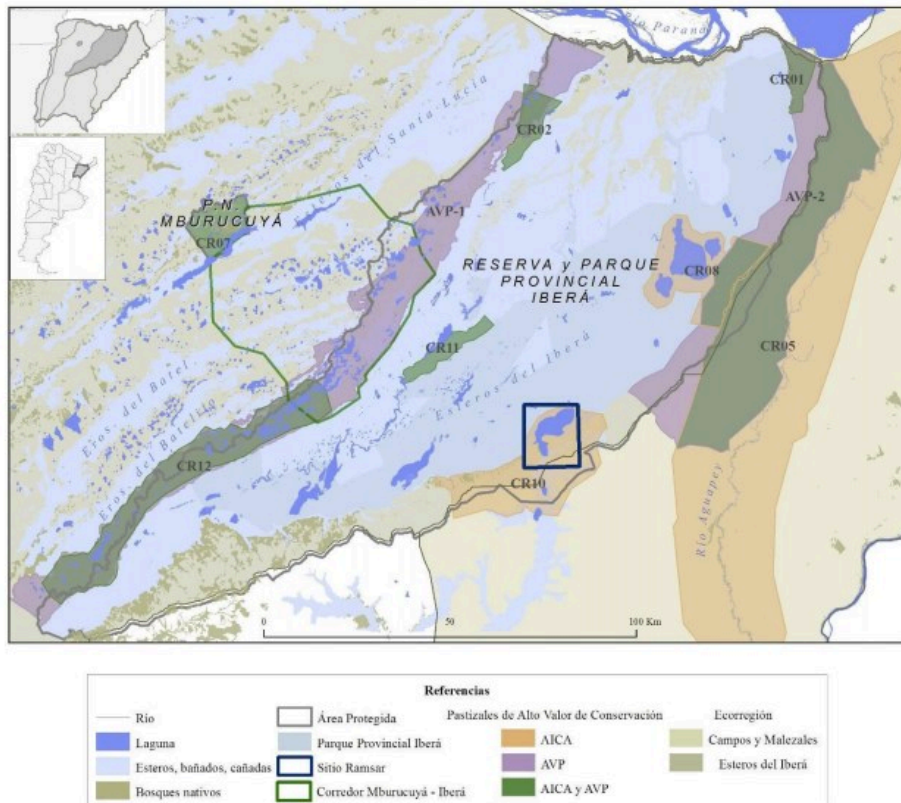 Río Paraná
CR01
CR02
Eros. del Santa Lucía
P.N.
MBURUCUYÁ
CR07
AVP-1
AVP-2
CR08
RESERVA y PARQUE
PROVINCIAL
IBERÁ
CR11
CR05
Eros. del Batel
Esteros del Iberá
Eros. del Batelito
CR12
CR10
Río Aguapey
0 50 100 Km
Referencias
Río
Laguna
Esteros, bañados, cañadas
Bosques nativos
Área Protegida
Parque Provincial Iberá
Sitio Ramsar
Corredor Mburucuyá - Iberá
Pastizales de Alto Valor de Conservación
AICA
AVP
AICA y AVP
Ecorregión
Campos y Malezales
Esteros del Iberá